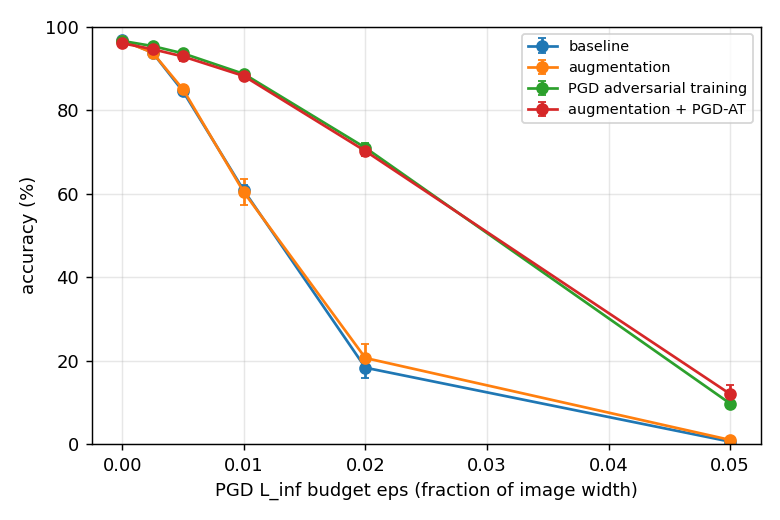 100
80
60
40
20
0
accuracy (%)
baseline
augmentation
PGD adversarial training
augmentation + PGD-AT
0.00 0.01 0.02 0.03 0.04 0.05
PGD L_inf budget eps (fraction of image width)